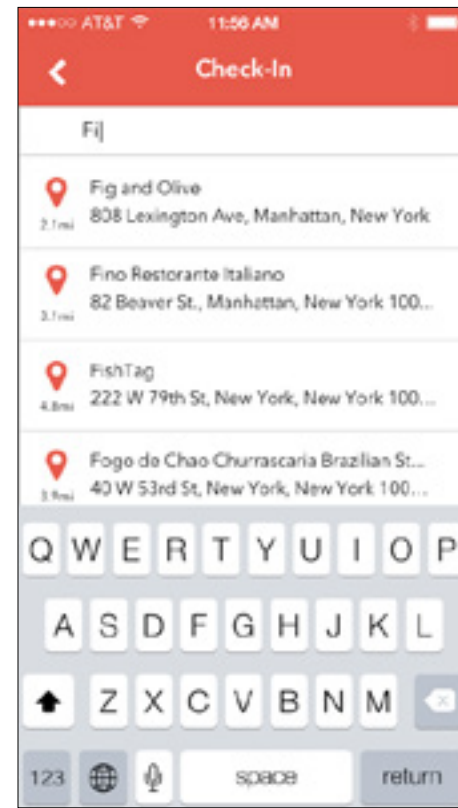 AT&T 11:56 AM
Check-In
Fi
Fig and Olive
2.1mi 808 Lexington Ave, Manhattan, New York
Fino Restorante Italiano
3.1mi 82 Beaver St., Manhattan, New York 100...
FishTag
4.8mi 222 W 79th St, New York, New York 100...
Fogo de Chao Churrascaria Brazilian St...
3.9mi 40 W 53rd St, New York, New York 100...
Q W E R T Y U I O P
A S D F G H J K L
Z X C V B N M
123 space return